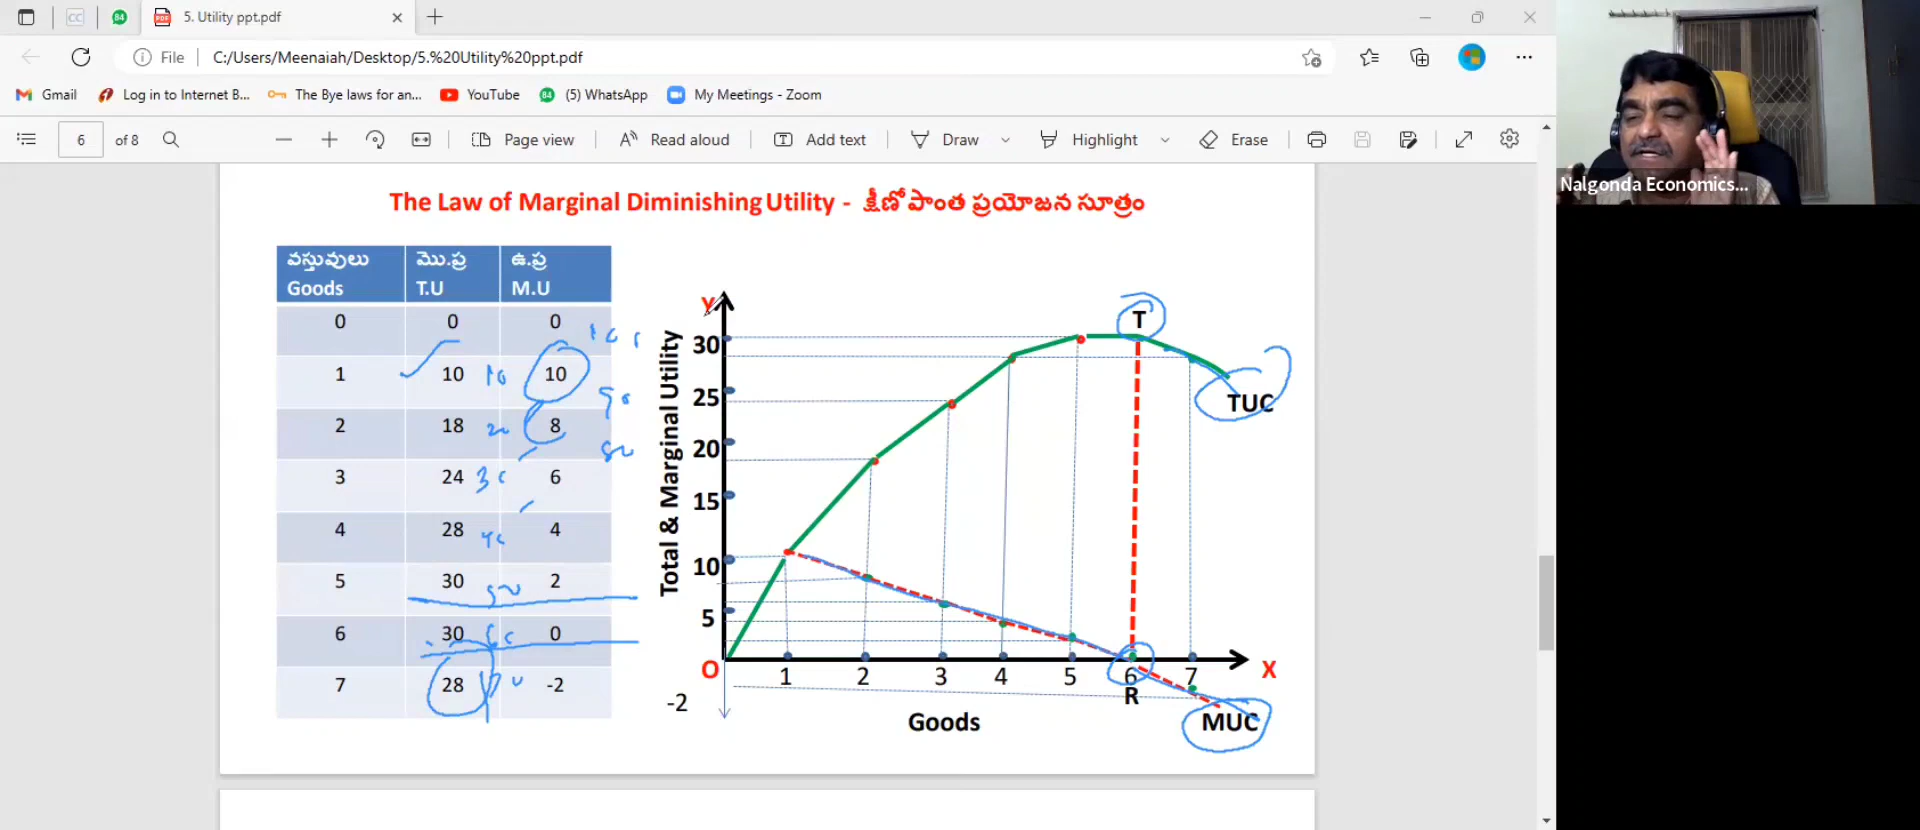 5. Utility ppt.pdf
File C:/Users/Meenaiah/Desktop/5.%20Utility%20ppt.pdf
Gmail Log in to Internet B... The Bye laws for an... YouTube (5) WhatsApp My Meetings - Zoom
6 of 8 Page view Read aloud Add text Draw Highlight Erase
Nalgonda Economics...
The Law of Marginal Diminishing Utility - క్షీణోపాంత ప్రయోజన సూత్రం
వస్తువులు మొ.ప్ర ఉ.ప్ర
Goods T.U M.U
0 0 0
1 10 10
2 18 8
3 24 6
4 28 4
5 30 2
6 30 0
7 28 -2
Total & Marginal Utility
Y
30
25
20
15
10
5
O
-2
1 2 3 4 5 6 7 X
R
Goods
T
TUC
MUC